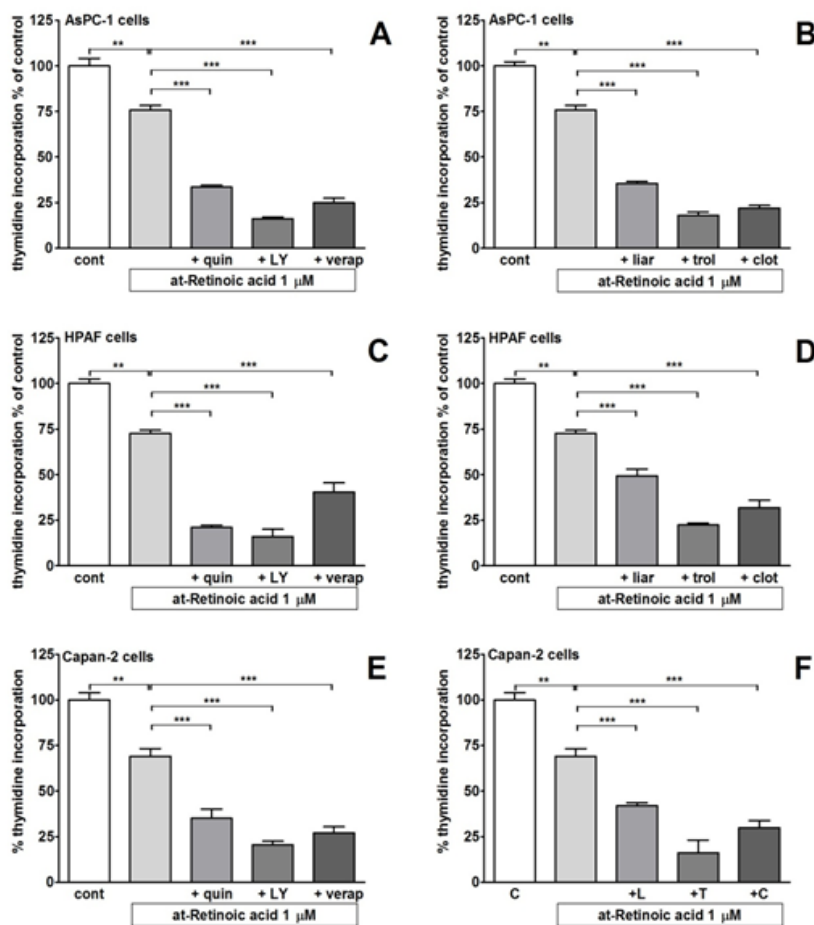 AsPC-1 cells
A
thymidine incorporation % of control
125
100
75
50
25
0
**
***
***
***
cont
+ quin
+ LY
+ verap
at-Retinoic acid 1 μM
AsPC-1 cells
B
thymidine incorporation % of control
125
100
75
50
25
0
**
***
***
***
cont
+ liar
+ trol
+ clot
at-Retinoic acid 1 μM
HPAF cells
C
thymidine incorporation % of control
125
100
75
50
25
0
**
***
***
***
cont
+ quin
+ LY
+ verap
at-Retinoic acid 1 μM
HPAF cells
D
thymidine incorporation % of control
125
100
75
50
25
0
**
***
***
***
cont
+ liar
+ trol
+ clot
at-Retinoic acid 1 μM
Capan-2 cells
E
% thymidine incorporation
125
100
75
50
25
0
**
***
***
***
cont
+ quin
+ LY
+ verap
at-Retinoic acid 1 μM
Capan-2 cells
F
% thymidine incorporation
125
100
75
50
25
0
**
***
***
***
C
+L
+T
+C
at-Retinoic acid 1 μM